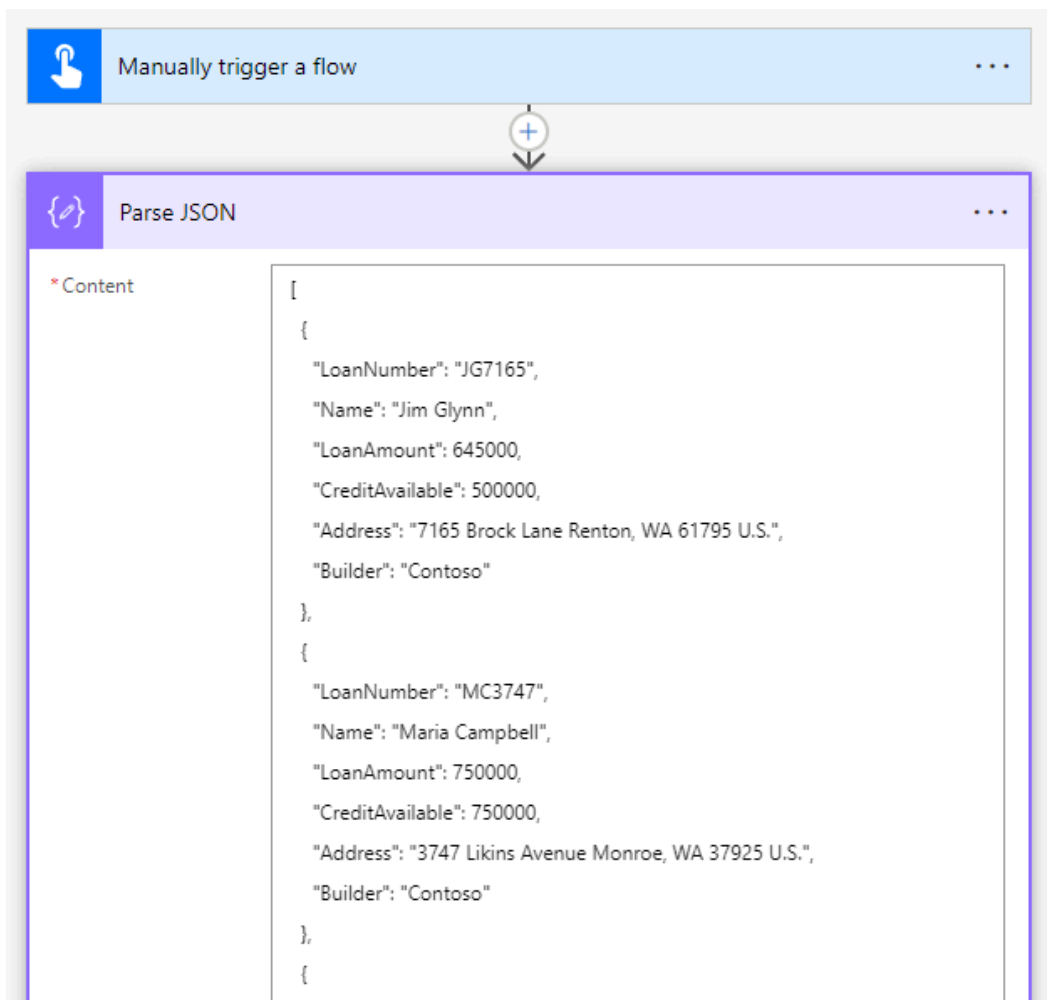 Manually trigger a flow
Parse JSON
* Content
[
{
"LoanNumber": "JG7165",
"Name": "Jim Glynn",
"LoanAmount": 645000,
"CreditAvailable": 500000,
"Address": "7165 Brock Lane Renton, WA 61795 U.S.",
"Builder": "Contoso"
},
{
"LoanNumber": "MC3747",
"Name": "Maria Campbell",
"LoanAmount": 750000,
"CreditAvailable": 750000,
"Address": "3747 Likins Avenue Monroe, WA 37925 U.S.",
"Builder": "Contoso"
},
{